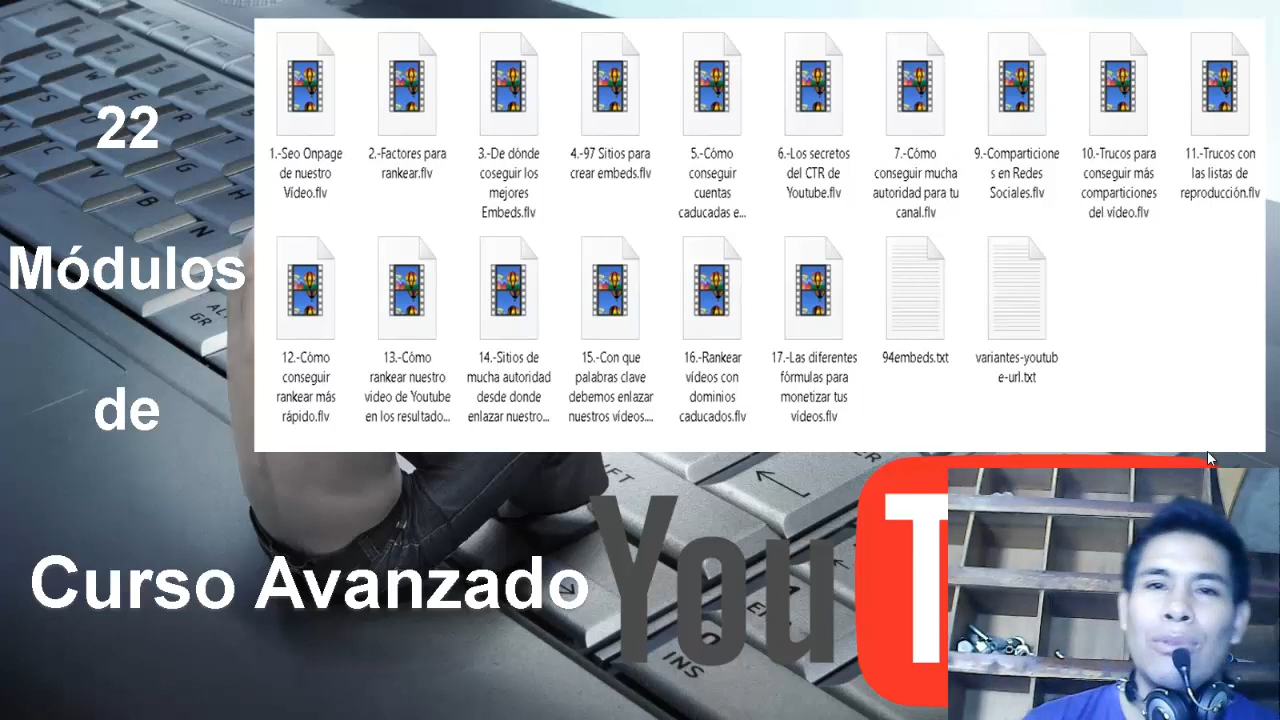 22
Módulos
de
Curso Avanzado
1.-Seo Onpage
de nuestro
Vídeo.flv
2.-Factores para
rankear.flv
3.-De dónde
coseguir los
mejores
Embeds.flv
4.-97 Sitios para
crear embeds.flv
5.-Cómo
conseguir
cuentas
caducadas e...
6.-Los secretos
del CTR de
Youtube.flv
7.-Cómo
conseguir mucha
autoridad para tu
canal.flv
9.-Comparticione
s en Redes
Sociales.flv
10.-Trucos para
conseguir más
comparticiones
del vídeo.flv
11.-Trucos con
las listas de
reproducción.flv
12.-Cómo
conseguir
rankear más
rápido.flv
13.-Cómo
rankear nuestro
video de Youtube
en los resultado...
14.-Sitios de
mucha autoridad
desde donde
enlazar nuestro...
15.-Con que
palabras clave
debemos enlazar
nuestros vídeos....
16.-Rankear
vídeos con
dominios
caducados.flv
17.-Las diferentes
fórmulas para
monetizar tus
vídeos.flv
94embeds.txt
variantes-youtub
e-url.txt
You T
INS